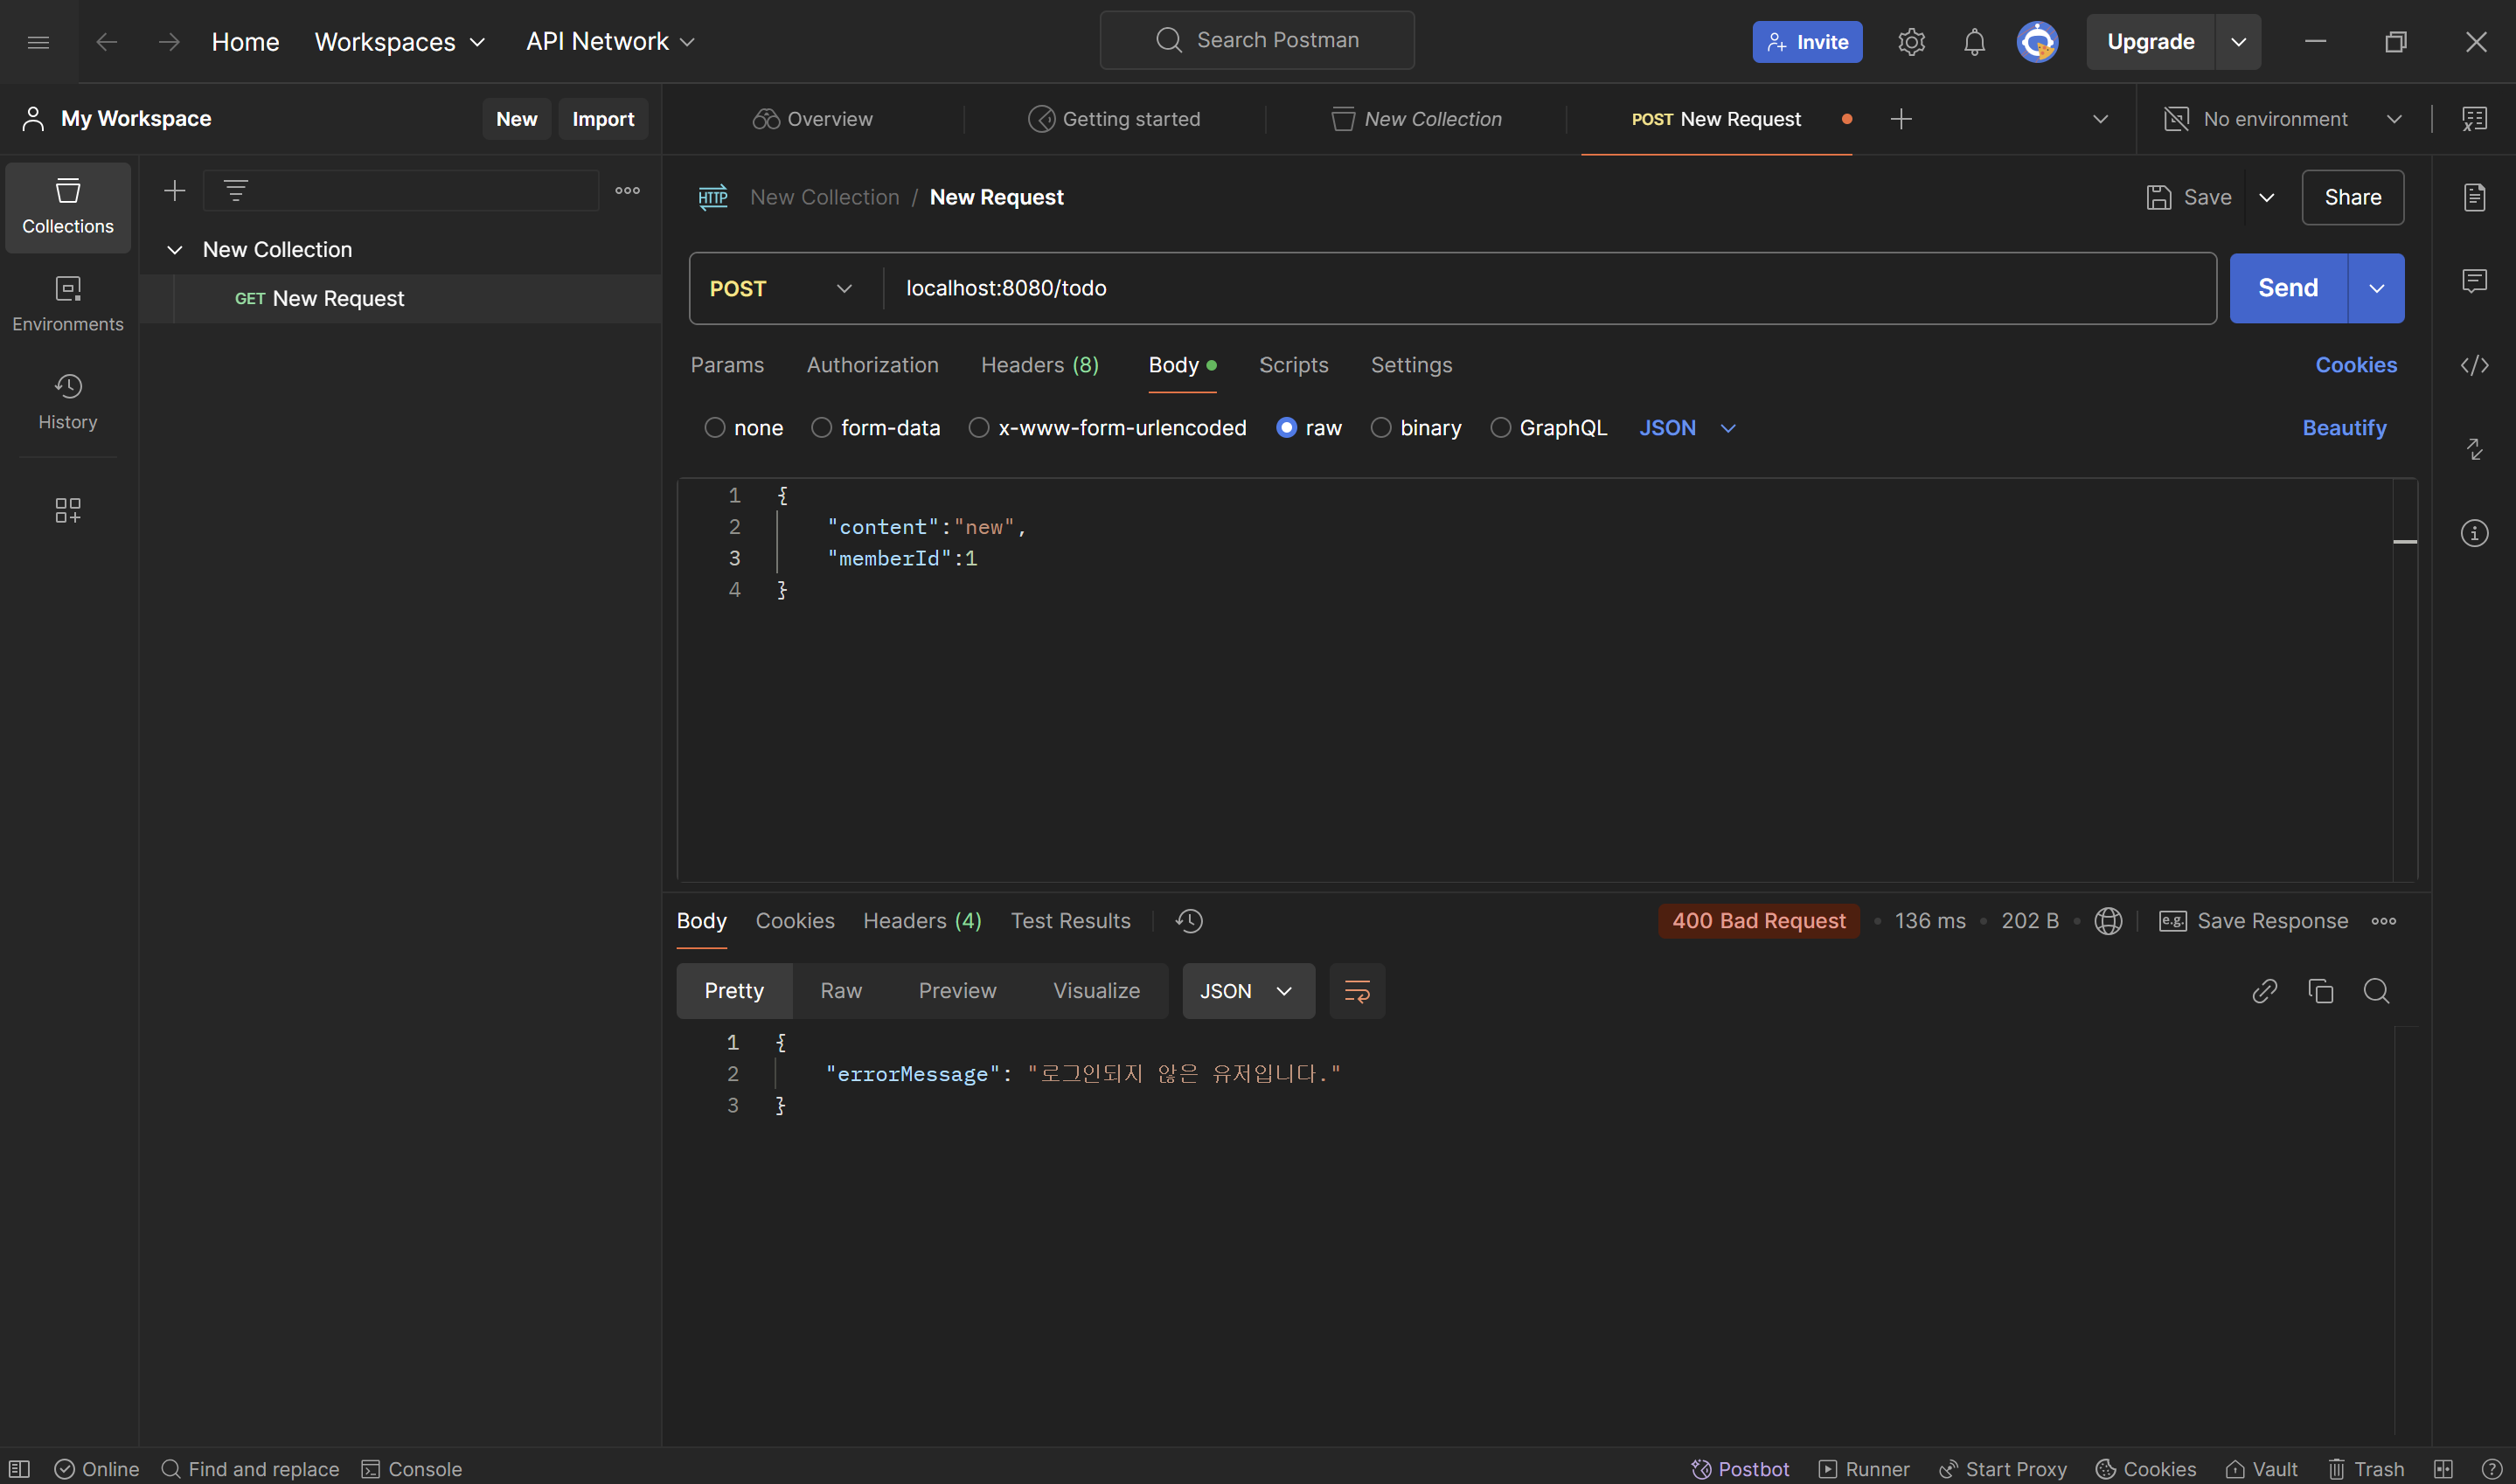 Home Workspaces API Network Search Postman Invite Upgrade
My Workspace New Import Overview Getting started New Collection POST New Request No environment
Collections
Environments
History
New Collection
GET New Request
HTTP New Collection / New Request Save Share
POST localhost:8080/todo Send
Params Authorization Headers (8) Body Scripts Settings Cookies
none form-data x-www-form-urlencoded raw binary GraphQL JSON Beautify
1 {
2 "content":"new",
3 "memberId":1
4 }
Body Cookies Headers (4) Test Results 400 Bad Request • 136 ms • 202 B • e.g. Save Response
Pretty Raw Preview Visualize JSON
1 {
2 "errorMessage": "로그인되지 않은 유저입니다."
3 }
Online Find and replace Console Postbot Runner Start Proxy Cookies Vault Trash